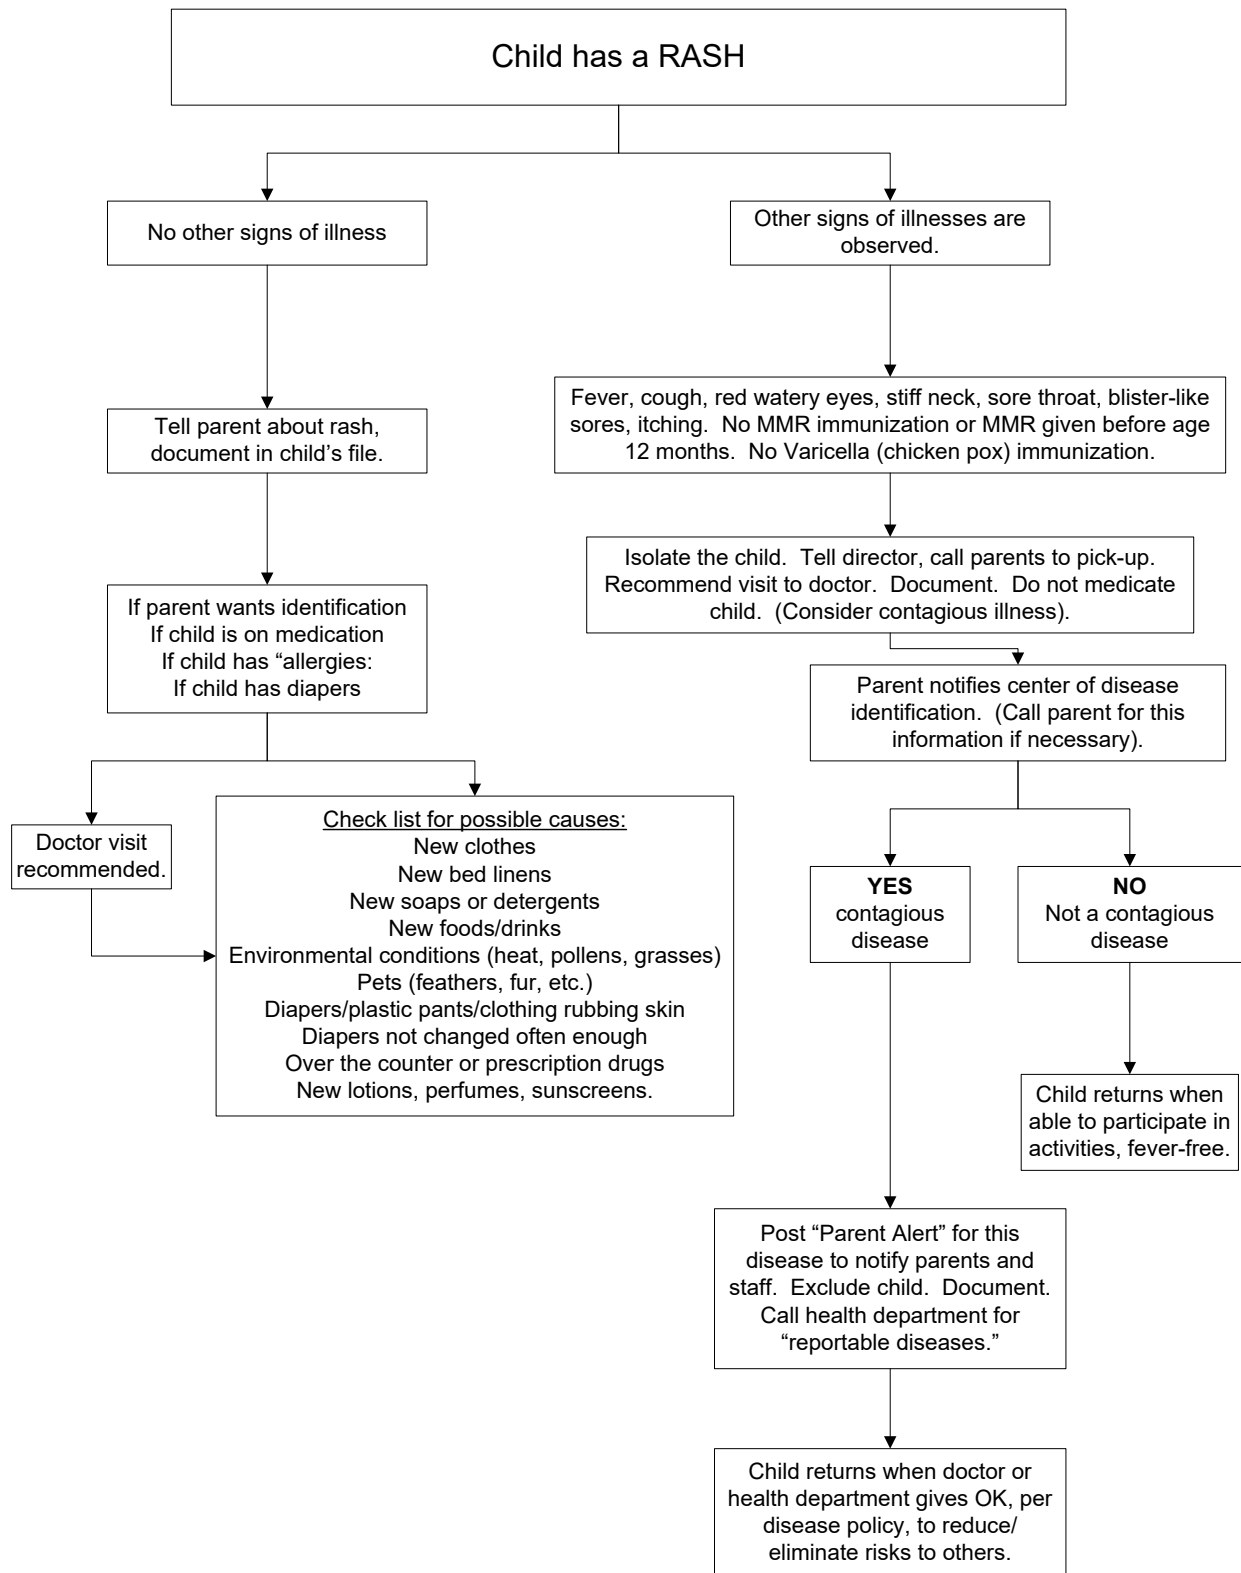 Child has a RASH
No other signs of illness
Other signs of illnesses are
observed.
Tell parent about rash,
document in child’s file.
Fever, cough, red watery eyes, stiff neck, sore throat, blister-like
sores, itching.  No MMR immunization or MMR given before age
12 months.  No Varicella (chicken pox) immunization.
Isolate the child.  Tell director, call parents to pick-up.
Recommend visit to doctor.  Document.  Do not medicate
child.  (Consider contagious illness).
If parent wants identification
If child is on medication
If child has “allergies:
If child has diapers
Parent notifies center of disease
identification.  (Call parent for this
information if necessary).
Doctor visit
recommended.
Check list for possible causes:
New clothes
New bed linens
New soaps or detergents
New foods/drinks
Environmental conditions (heat, pollens, grasses)
Pets (feathers, fur, etc.)
Diapers/plastic pants/clothing rubbing skin
Diapers not changed often enough
Over the counter or prescription drugs
New lotions, perfumes, sunscreens.
YES
contagious
disease
NO
Not a contagious
disease
Child returns when
able to participate in
activities, fever-free.
Post “Parent Alert” for this
disease to notify parents and
staff.  Exclude child.  Document.
Call health department for
“reportable diseases.”
Child returns when doctor or
health department gives OK, per
disease policy, to reduce/
eliminate risks to others.